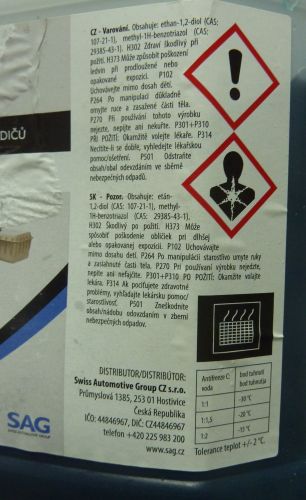 CZ - Varování. Obsahuje: ethan-1,2-diol (CAS:
107-21-1), methyl-1H-benzotriazol (CAS:
29385-43-1). H302 Zdraví škodlivý při
požití. H373 Může způsobit poškození
ledvin při prodloužené nebo
opakované expozici. P102
Uchovávejte mimo dosah dětí.
P264 Po manipulaci důkladně
omyjte ruce a zasažené části těla.
P270 Při používání tohoto výrobku
nejezte, nepijte ani nekuřte. P301+P310
PŘI POŽITÍ: Okamžitě volejte lékaře. P314
Necítíte-li se dobře, vyhledejte lékařskou
pomoc/ošetření. P501 Odstraňte
obsah/obal odevzdáním ve sběrně
nebezpečných odpadů.
SK - Pozor. Obsahuje: etán-
1,2-diol (CAS: 107-21-1), methyl-
1H-benzotriazol (CAS: 29385-43-1).
H302 Škodlivý po požití. H373 Môže
spôsobiť poškodenie obličiek pri dlhšej
alebo opakovanej expozícii. P102 Uchovávajte
mimo dosahu detí. P264 Po manipulácii starostlivo umyte ruky
a zasiahnuté časti tela. P270 Pri používaní výrobku nejedzte,
nepite ani nefajčite. P301+P310 PO POŽITÍ: Okamžite volajte
lekára. P314 Ak pociťujete zdravotné
problémy, vyhľadajte lekársku pomoc/
starostlivosť. P501 Zneškodnite
obsah/nádobu odovzdaním v zberni
nebezpečných odpadov.
DIČŮ
DISTRIBUTOR/DISTRIBÚTOR:
Swiss Automotive Group CZ s.r.o.
Průmyslová 1385, 253 01 Hostivice
Česká Republika
IČO: 44846967, DIČ: CZ44846967
telefon +420 225 983 200
www.sag.cz
SAG
SWISS AUTOMOTIVE GROUP
Antifreeze C: voda
bod tuhnutí
bod tuhnutia
1:1 -30 °C
1:1,5 -20 °C
1:2 -15 °C
Tolerance teplot +/- 2 °C.